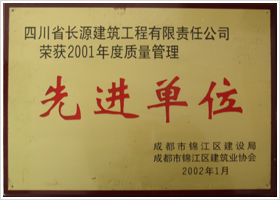 四川省长源建筑工程有限责任公司
荣获2001年度质量管理
先进单位
成都市锦江区建设局
成都市锦江区建筑业协会
2002年1月